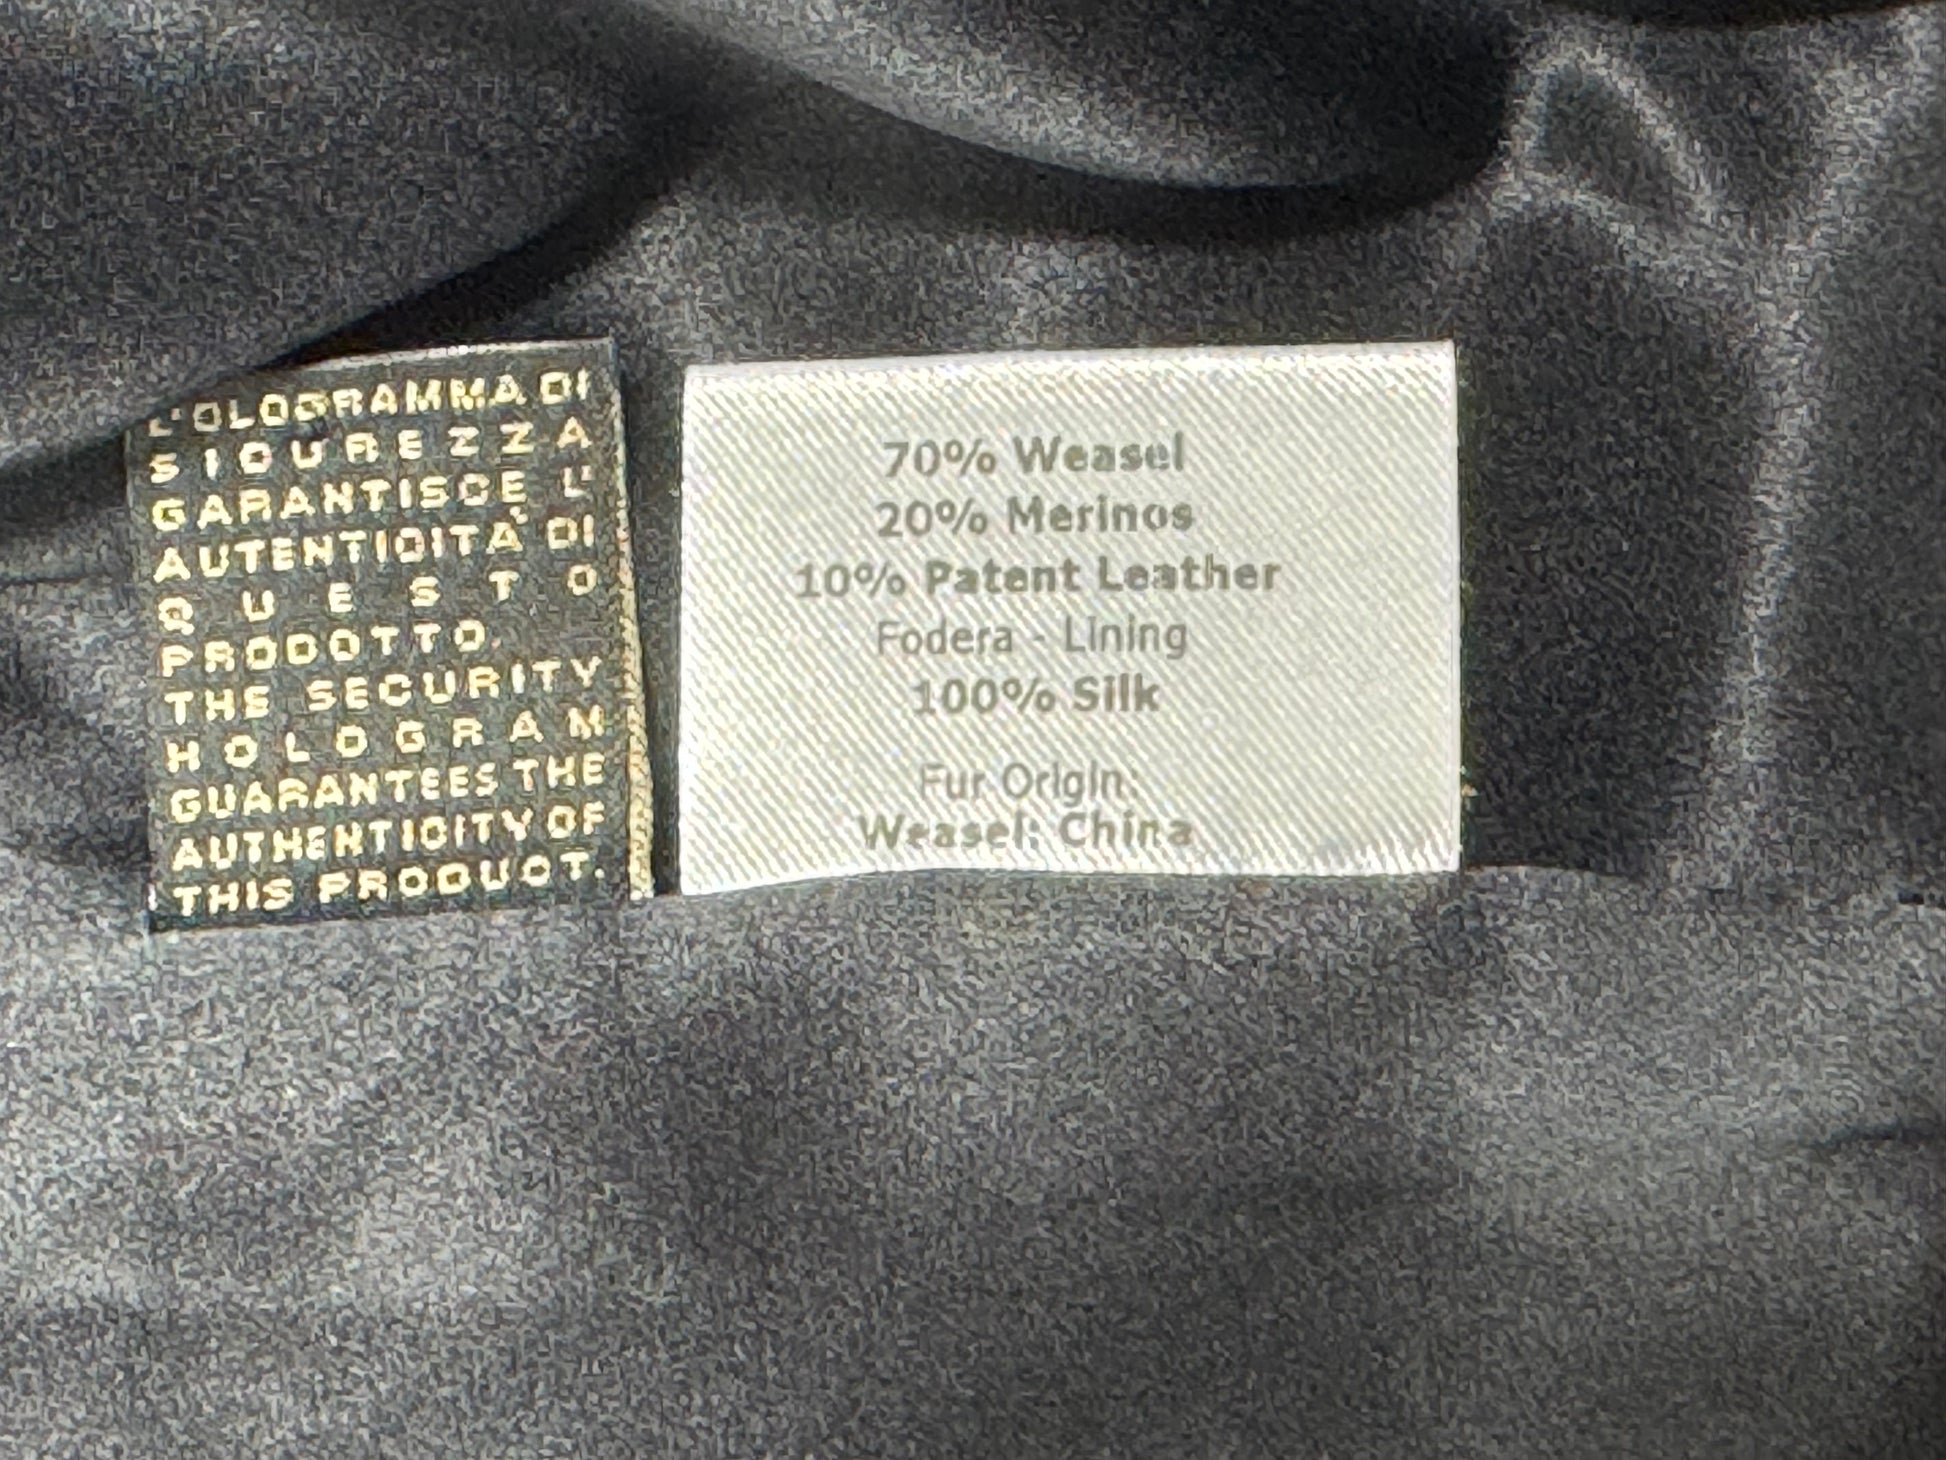 L'OLOGRAMMA DI
SICUREZZA
GARANTISCE L'
AUTENTICITÀ DI
QUESTO
PRODOTTO.
THE SECURITY
HOLOGRAM
GUARANTEES THE
AUTHENTICITY OF
THIS PRODUCT.
70% Weasel
20% Merinos
10% Patent Leather
Fodera - Lining
100% Silk
Fur Origin:
Weasel: China